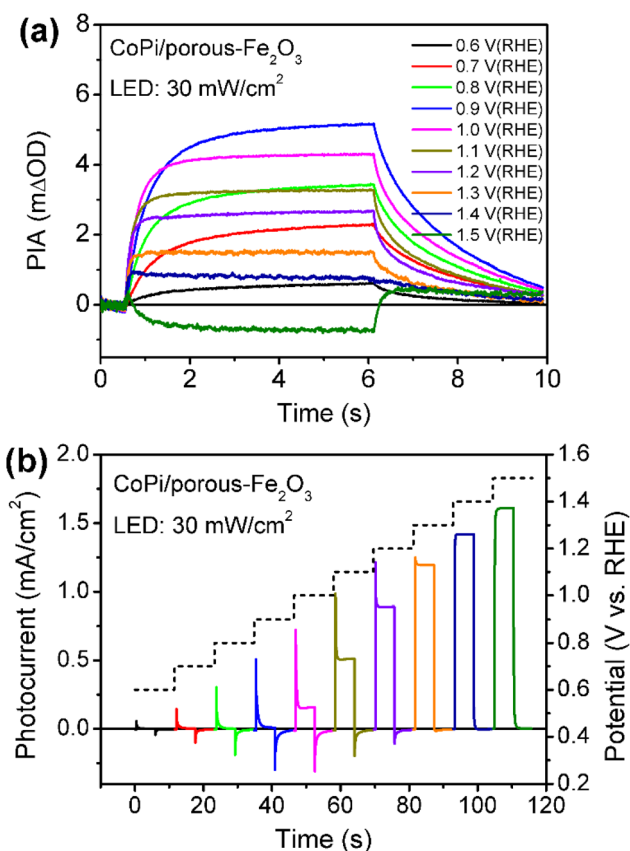 (a)
CoPi/porous-Fe₂O₃
LED: 30 mW/cm²
0.6 V(RHE)
0.7 V(RHE)
0.8 V(RHE)
0.9 V(RHE)
1.0 V(RHE)
1.1 V(RHE)
1.2 V(RHE)
1.3 V(RHE)
1.4 V(RHE)
1.5 V(RHE)
PIA (mΔOD)
8
6
4
2
0
0 2 4 6 8 10
Time (s)
(b)
CoPi/porous-Fe₂O₃
LED: 30 mW/cm²
Photocurrent (mA/cm²)
2.0
1.5
1.0
0.5
0.0
Potential (V vs. RHE)
1.6
1.4
1.2
1.0
0.8
0.6
0.4
0.2
0 20 40 60 80 100 120
Time (s)